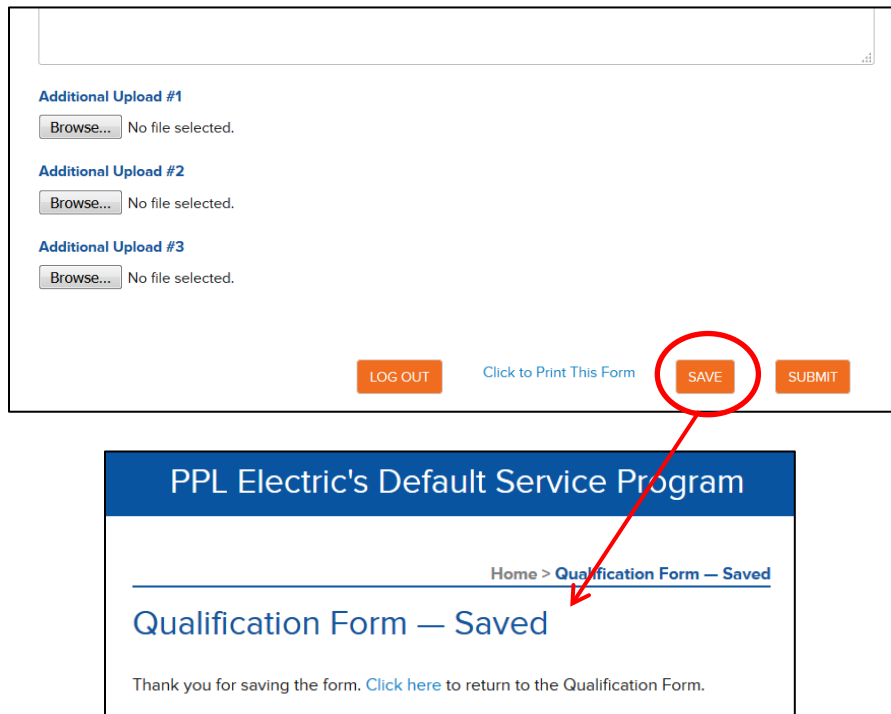 Additional Upload #1
Browse... No file selected.
Additional Upload #2
Browse... No file selected.
Additional Upload #3
Browse... No file selected.
LOG OUT Click to Print This Form SAVE SUBMIT
PPL Electric's Default Service Program
Home > Qualification Form — Saved
Qualification Form — Saved
Thank you for saving the form. Click here to return to the Qualification Form.